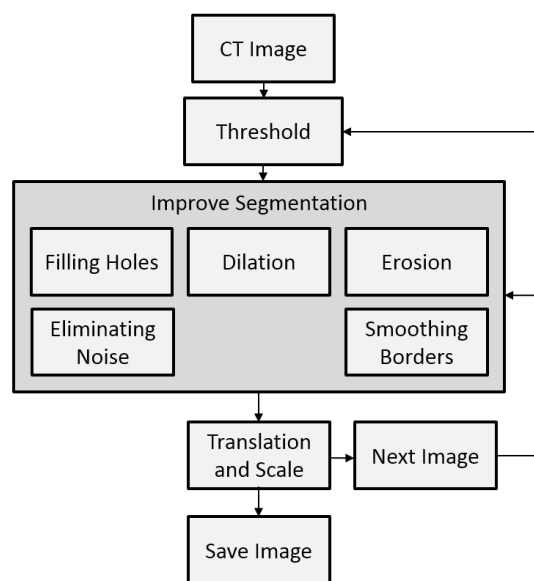 CT Image
Threshold
Improve Segmentation
Filling Holes
Dilation
Erosion
Eliminating
Noise
Smoothing
Borders
Translation
and Scale
Next Image
Save Image